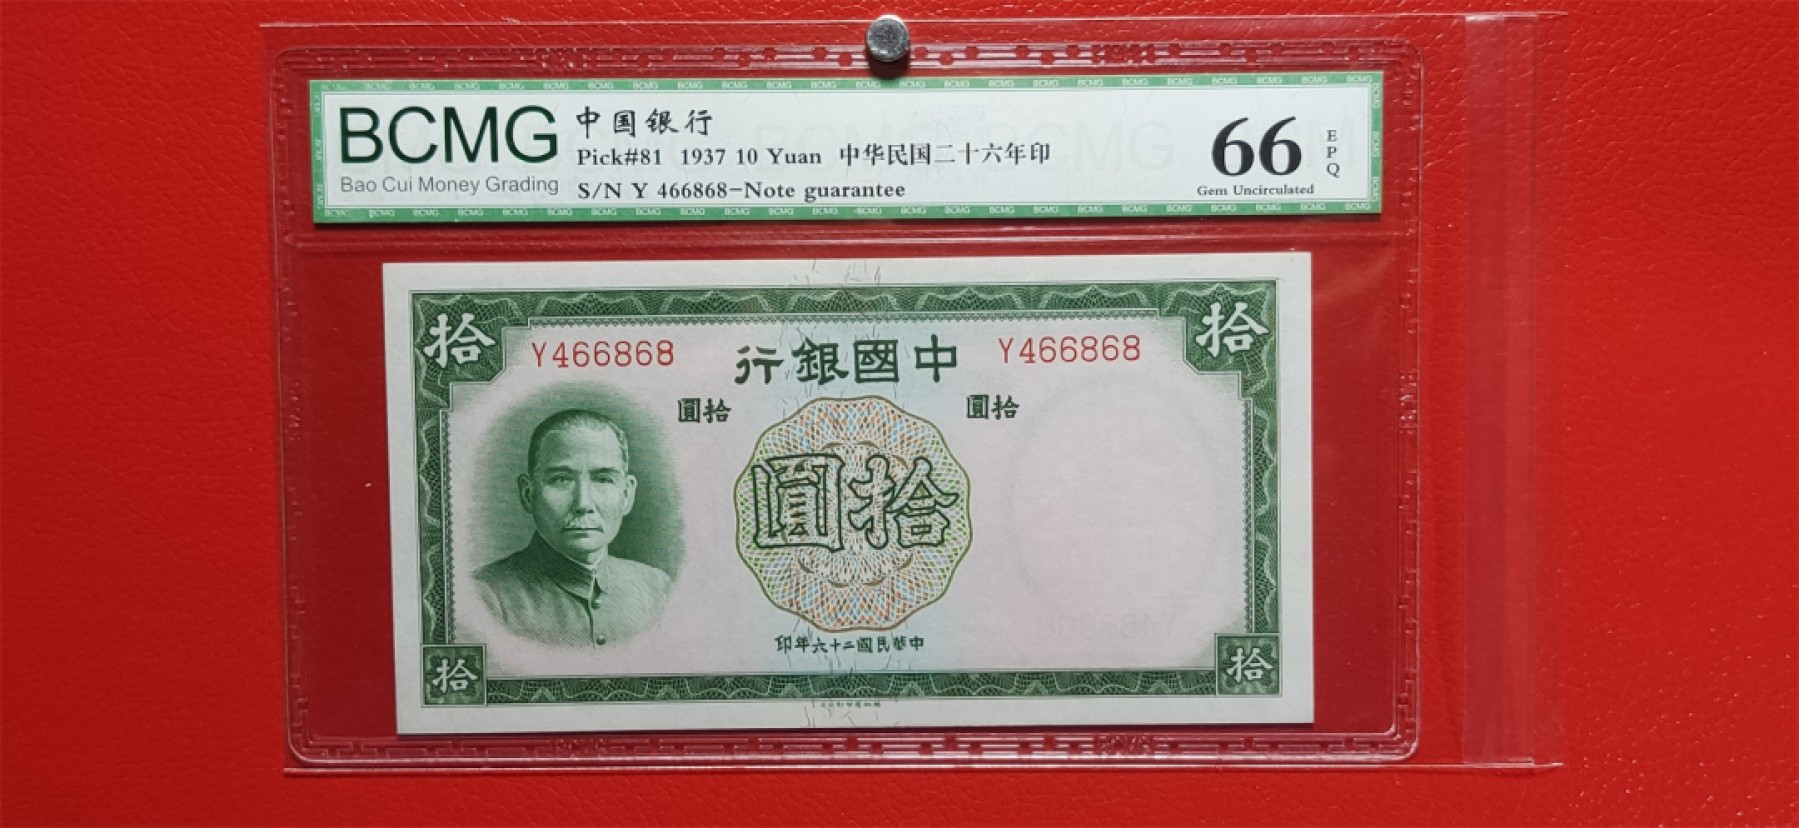 BCMG
Bao Cui Money Grading
中国银行
Pick#81 1937 10 Yuan 中华民国二十六年印
S/N Y 466868-Note guarantee
66
EPQ
Gem Uncirculated
拾
拾
Y466868
行銀國中
Y466868
圓拾
圓拾
圓拾
印年六十二國民華中
拾
拾